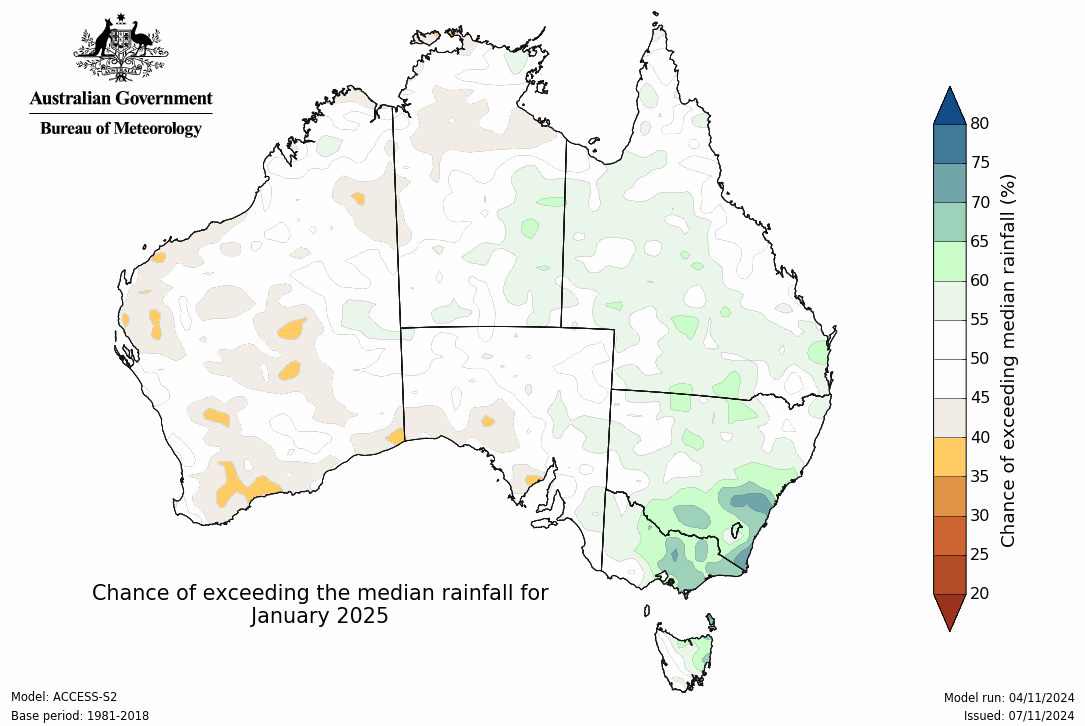 AUSTRALIA
Australian Government
Bureau of Meteorology
80
75
70
65
60
55
50
45
40
35
30
25
20
Chance of exceeding median rainfall (%)
Chance of exceeding the median rainfall for
January 2025
Model: ACCESS-S2
Base period: 1981-2018
Model run: 04/11/2024
Issued: 07/11/2024